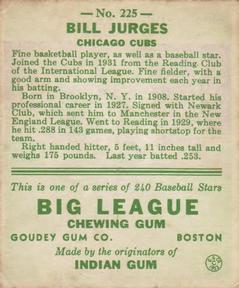 — No. 225 —
BILL JURGES
CHICAGO CUBS
Fine basketball player, as well as a baseball star.
Joined the Cubs in 1931 from the Reading Club
of the International League. Fine fielder, with a
good arm and showing improvement each year in
his batting.
Born in Brooklyn, N. Y. in 1908. Started his
professional career in 1927. Signed with Newark
Club, which sent him to Manchester in the New
England League. Went to Reading in 1929, where
he hit .288 in 143 games, playing shortstop for the
team.
Right handed hitter, 5 feet, 11 inches tall and
weighs 175 pounds. Last year batted .253.
This is one of a series of 240 Baseball Stars
BIG LEAGUE
CHEWING GUM
GOUDEY GUM CO. BOSTON
Made by the originators of
INDIAN GUM